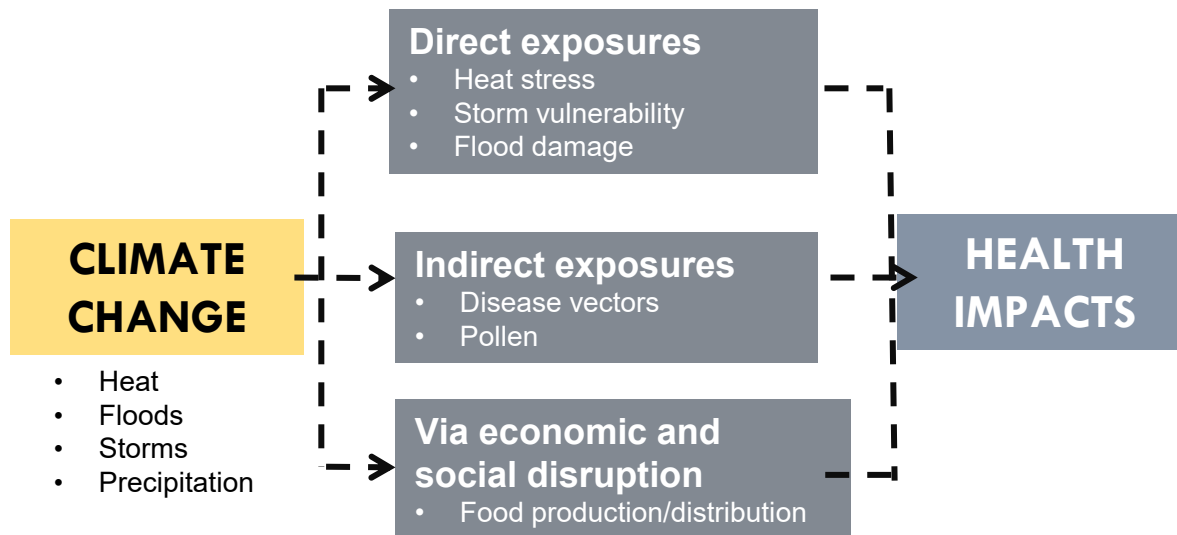 Direct exposures
• Heat stress
• Storm vulnerability
• Flood damage
CLIMATE
CHANGE
• Heat
• Floods
• Storms
• Precipitation
Indirect exposures
• Disease vectors
• Pollen
Via economic and
social disruption
• Food production/distribution
HEALTH
IMPACTS